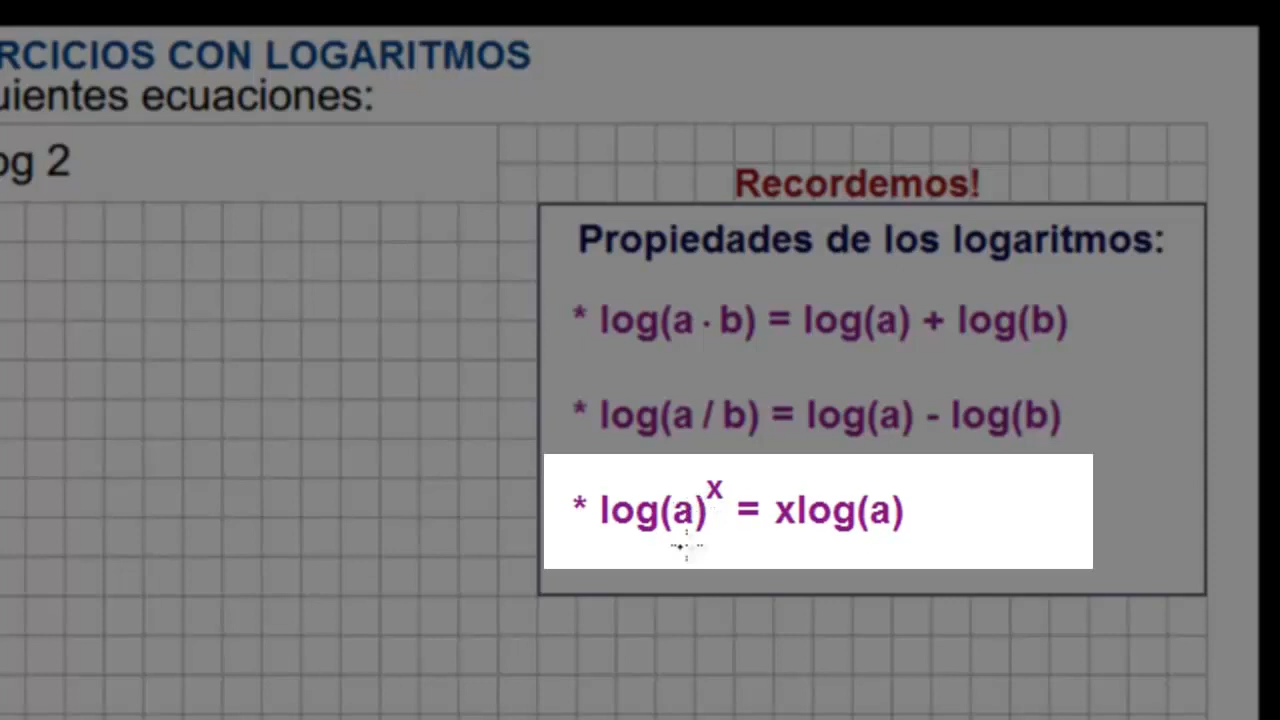 RCICIOS CON LOGARITMOS
uientes ecuaciones:
og 2
Recordemos!
Propiedades de los logaritmos:
* log(a · b) = log(a) + log(b)
* log(a / b) = log(a) - log(b)
* log(a)^x = xlog(a)